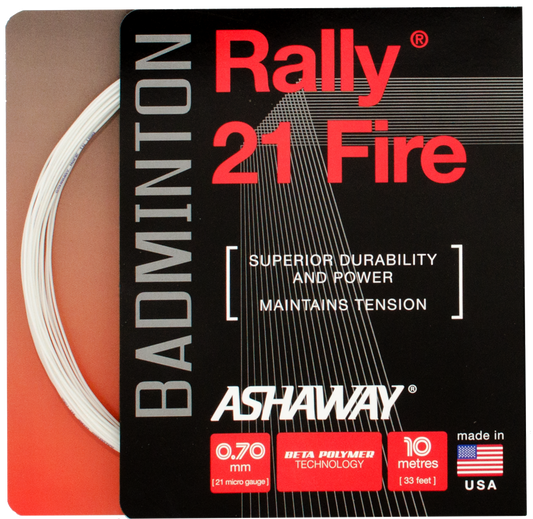 BADMINTON
Rally®
21 Fire
[ SUPERIOR DURABILITY
AND POWER
MAINTAINS TENSION ]
ASHAWAY®
0.70
mm
[ 21 micro gauge ]
BETA POLYMER
TECHNOLOGY
10
metres
[ 33 feet ]
made in
USA